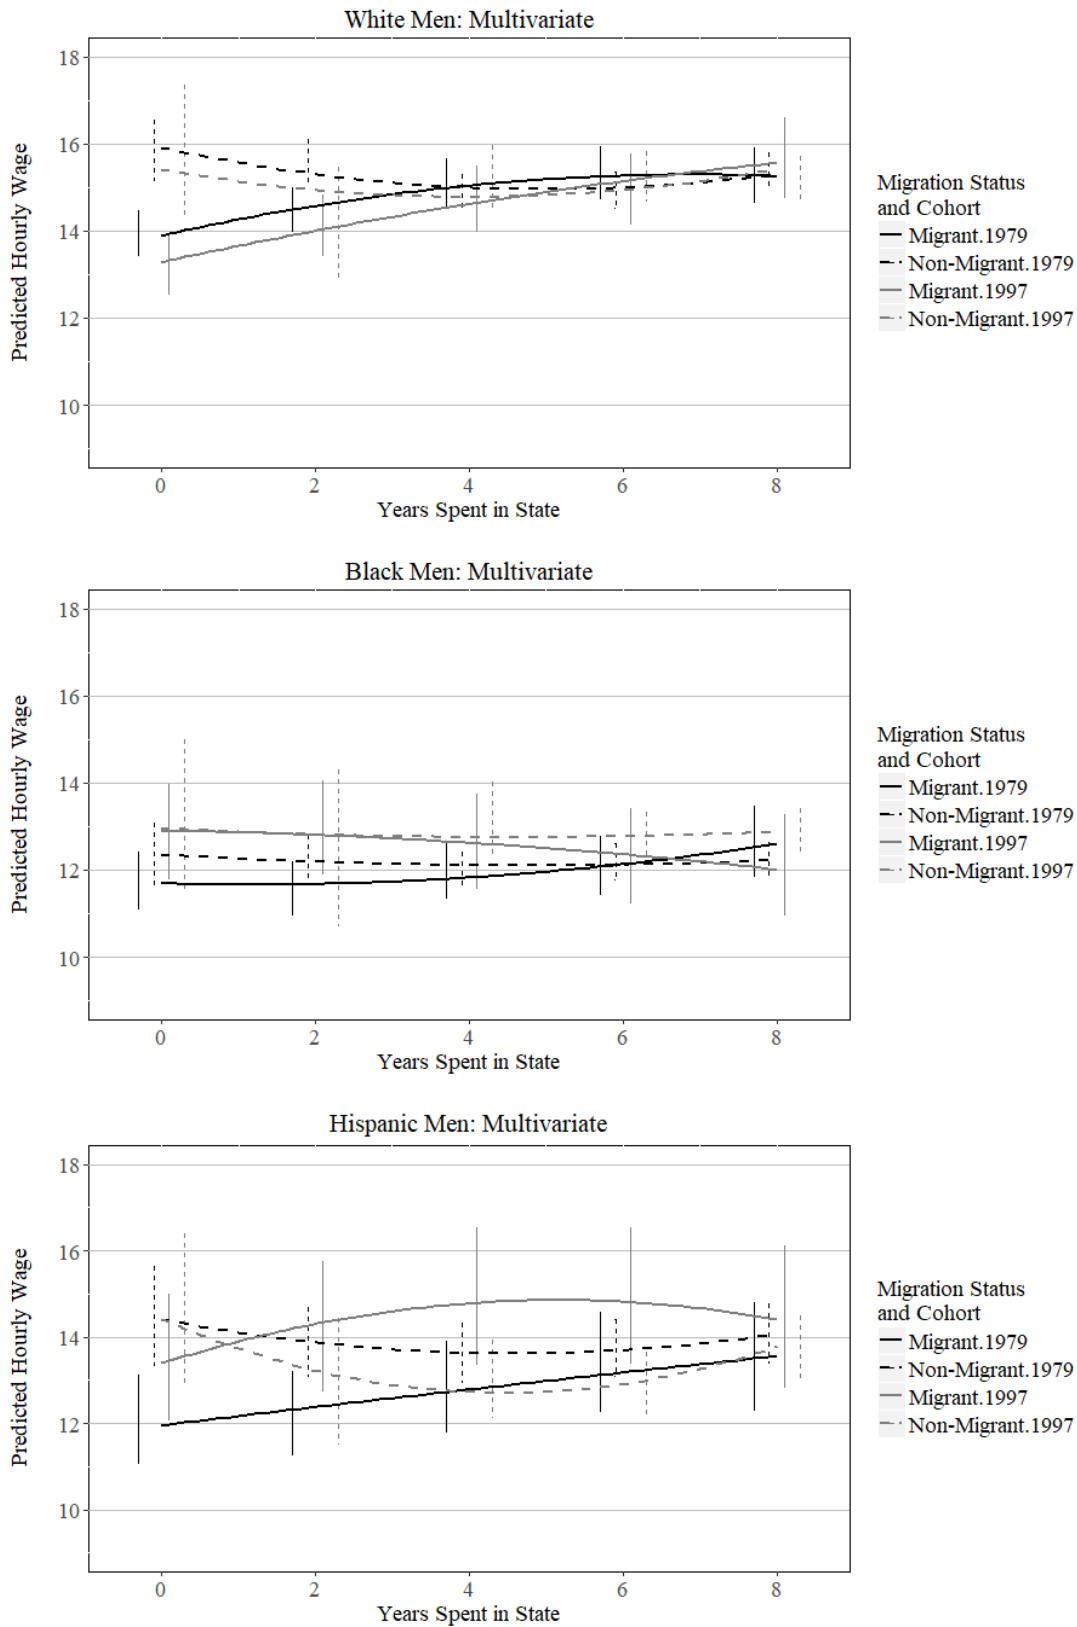 White Men: Multivariate
Predicted Hourly Wage
18
16
14
12
10
0 2 4 6 8
Years Spent in State
Migration Status
and Cohort
Migrant.1979
Non-Migrant.1979
Migrant.1997
Non-Migrant.1997
Black Men: Multivariate
Predicted Hourly Wage
18
16
14
12
10
0 2 4 6 8
Years Spent in State
Migration Status
and Cohort
Migrant.1979
Non-Migrant.1979
Migrant.1997
Non-Migrant.1997
Hispanic Men: Multivariate
Predicted Hourly Wage
18
16
14
12
10
0 2 4 6 8
Years Spent in State
Migration Status
and Cohort
Migrant.1979
Non-Migrant.1979
Migrant.1997
Non-Migrant.1997